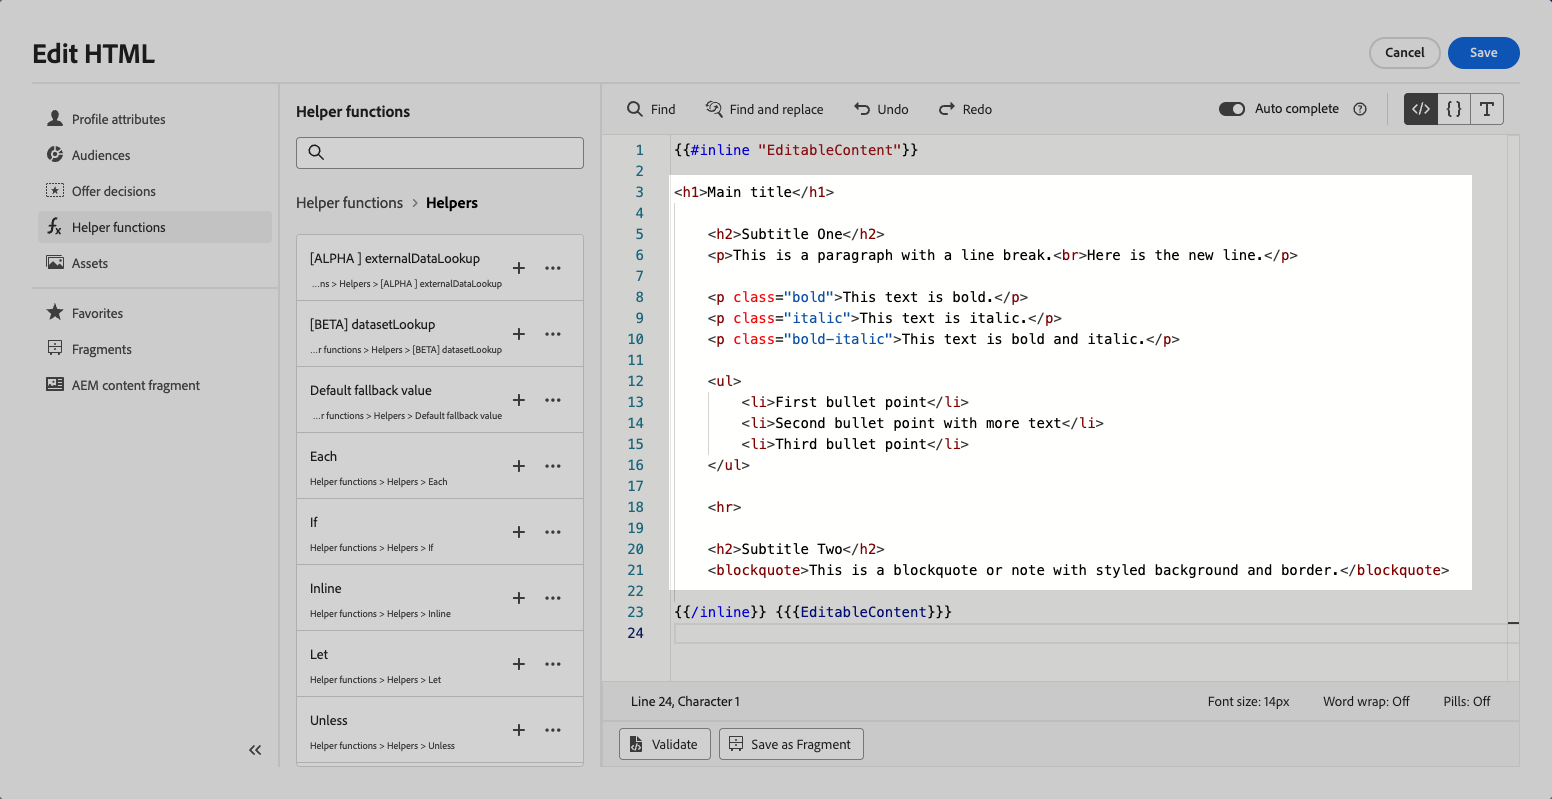 Edit HTML
Cancel
Save
Profile attributes
Audiences
Offer decisions
Helper functions
Assets
Favorites
Fragments
AEM content fragment
Helper functions
Helper functions > Helpers
[ALPHA ] externalDataLookup
...ns > Helpers > [ALPHA ] externalDataLookup
[BETA] datasetLookup
...r functions > Helpers > [BETA] datasetLookup
Default fallback value
...r functions > Helpers > Default fallback value
Each
Helper functions > Helpers > Each
If
Helper functions > Helpers > If
Inline
Helper functions > Helpers > Inline
Let
Helper functions > Helpers > Let
Unless
Helper functions > Helpers > Unless
Find
Find and replace
Undo
Redo
Auto complete
</> { } T
1 {{#inline "EditableContent"}}
2
3 <h1>Main title</h1>
4
5 <h2>Subtitle One</h2>
6 <p>This is a paragraph with a line break.<br>Here is the new line.</p>
7
8 <p class="bold">This text is bold.</p>
9 <p class="italic">This text is italic.</p>
10 <p class="bold-italic">This text is bold and italic.</p>
11
12 <ul>
13 <li>First bullet point</li>
14 <li>Second bullet point with more text</li>
15 <li>Third bullet point</li>
16 </ul>
17
18 <hr>
19
20 <h2>Subtitle Two</h2>
21 <blockquote>This is a blockquote or note with styled background and border.</blockquote>
22
23 {{/inline}} {{{EditableContent}}}
24
Line 24, Character 1
Font size: 14px
Word wrap: Off
Pills: Off
Validate
Save as Fragment